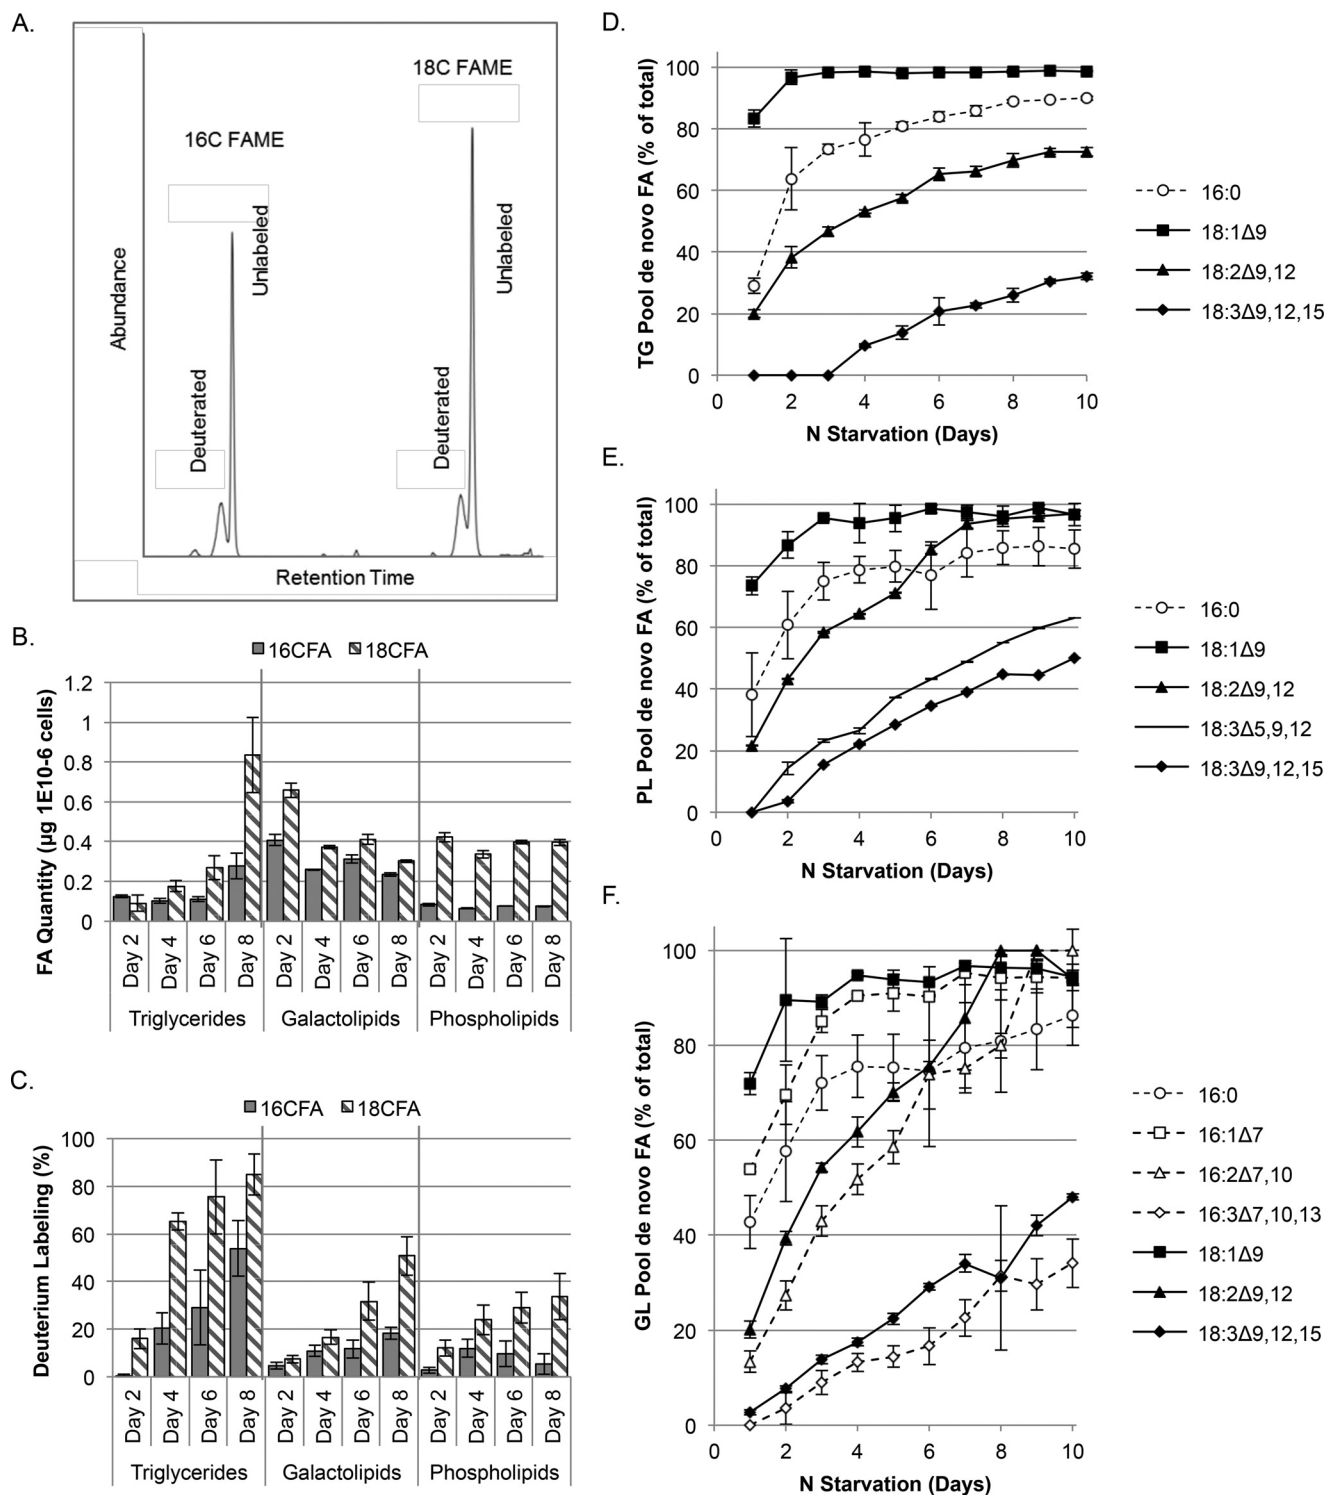 A.
18C FAME
16C FAME
Unlabeled
Unlabeled
Deuterated
Deuterated
Abundance
Retention Time
B.
16CFA 18CFA
FA Quantity (µg 1E10-6 cells)
1.2
1
0.8
0.6
0.4
0.2
0
Day 2 Day 4 Day 6 Day 8 Day 2 Day 4 Day 6 Day 8 Day 2 Day 4 Day 6 Day 8
Triglycerides Galactolipids Phospholipids
C.
16CFA 18CFA
Deuterium Labeling (%)
100
80
60
40
20
0
Day 2 Day 4 Day 6 Day 8 Day 2 Day 4 Day 6 Day 8 Day 2 Day 4 Day 6 Day 8
Triglycerides Galactolipids Phospholipids
D.
TG Pool de novo FA (% of total)
100
80
60
40
20
0
0 2 4 6 8 10
N Starvation (Days)
16:0
18:1Δ9
18:2Δ9,12
18:3Δ9,12,15
E.
PL Pool de novo FA (% of total)
100
80
60
40
20
0
0 2 4 6 8 10
N Starvation (Days)
16:0
18:1Δ9
18:2Δ9,12
18:3Δ5,9,12
18:3Δ9,12,15
F.
GL Pool de novo FA (% of total)
100
80
60
40
20
0
0 2 4 6 8 10
N Starvation (Days)
16:0
16:1Δ7
16:2Δ7,10
16:3Δ7,10,13
18:1Δ9
18:2Δ9,12
18:3Δ9,12,15